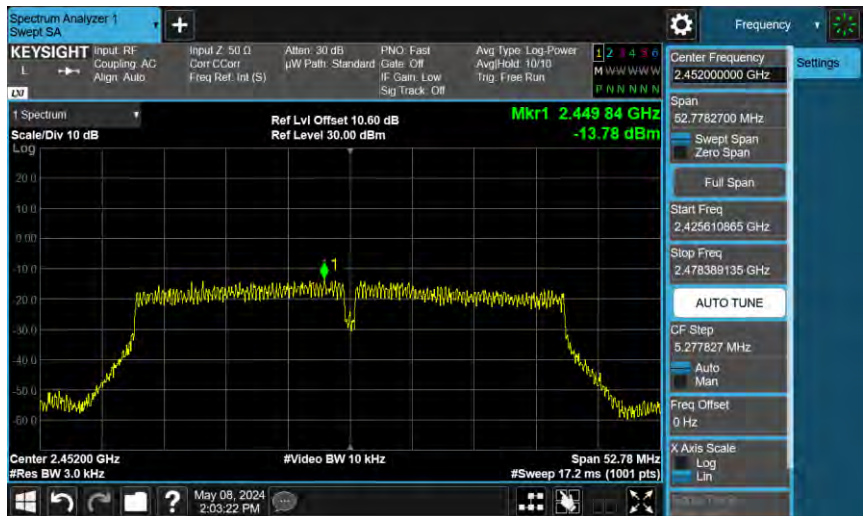 Spectrum Analyzer 1
Swept SA
Frequency
KEYSIGHT
L
LXI
Input: RF
Coupling: AC
Align: Auto
Input Z: 50 Ω
Corr CCorr
Freq Ref: Int (S)
Atten: 30 dB
µW Path: Standard
PNO: Fast
Gate: Off
IF Gain: Low
Sig Track: Off
Avg Type: Log-Power
Avg|Hold: 10/10
Trig: Free Run
1 2 3 4 5 6
M W W W W W
P N N N N N
1 Spectrum
Scale/Div 10 dB
Ref Lvl Offset 10.60 dB
Ref Level 30.00 dBm
Mkr1 2.449 84 GHz
-13.78 dBm
Log
20.0
10.0
0.00
-10.0
-20.0
-30.0
-40.0
-50.0
-60.0
1
Center 2.45200 GHz
#Res BW 3.0 kHz
#Video BW 10 kHz
Span 52.78 MHz
#Sweep 17.2 ms (1001 pts)
?
May 08, 2024
2:03:22 PM
Center Frequency
2.452000000 GHz
Settings
Span
52.7782700 MHz
Swept Span
Zero Span
Full Span
Start Freq
2.425610865 GHz
Stop Freq
2.478389135 GHz
AUTO TUNE
CF Step
5.277827 MHz
Auto
Man
Freq Offset
0 Hz
X Axis Scale
Log
Lin